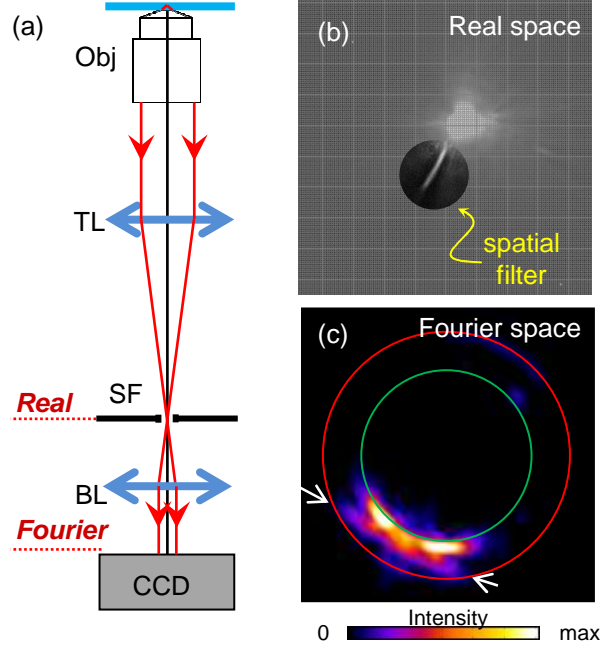 (a)
Obj
TL
Real
SF
BL
Fourier
CCD
(b)
Real space
spatial
filter
(c)
Fourier space
Intensity
0
max